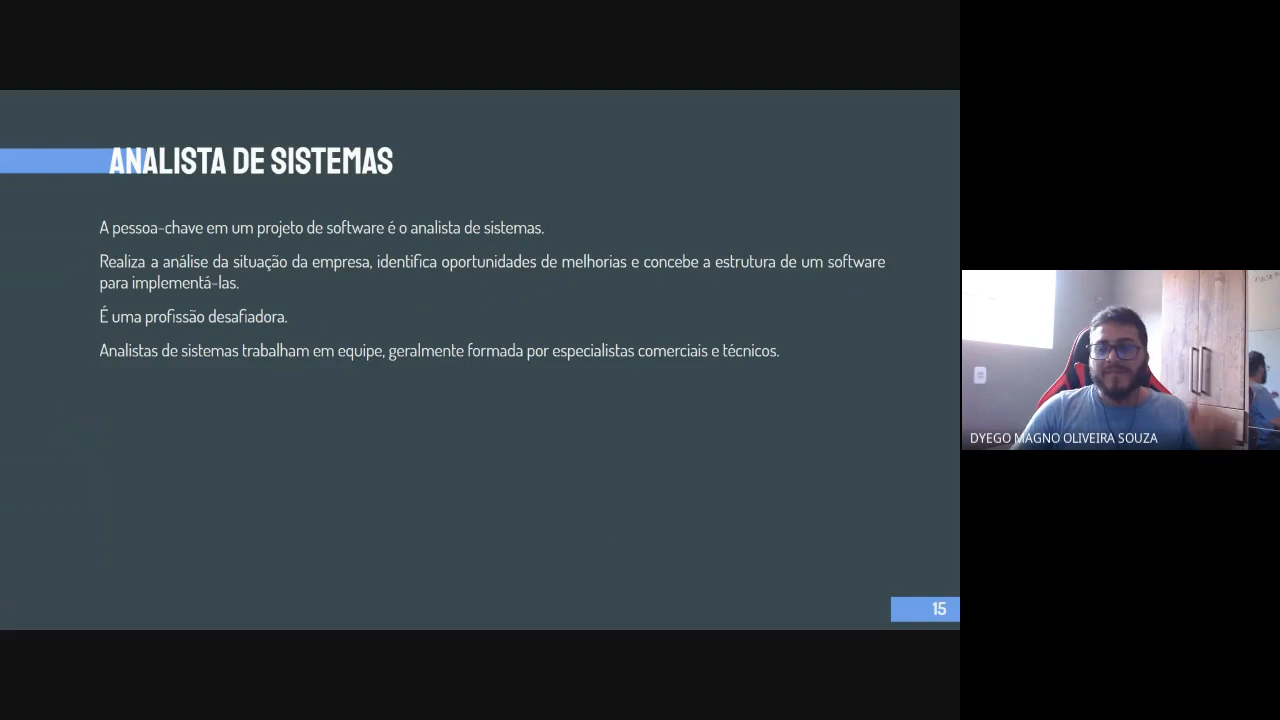 ANALISTA DE SISTEMAS
A pessoa-chave em um projeto de software é o analista de sistemas.
Realiza a análise da situação da empresa, identifica oportunidades de melhorias e concebe a estrutura de um software
para implementá-las.
É uma profissão desafiadora.
Analistas de sistemas trabalham em equipe, geralmente formada por especialistas comerciais e técnicos.
15
DYEGO MAGNO OLIVEIRA SOUZA